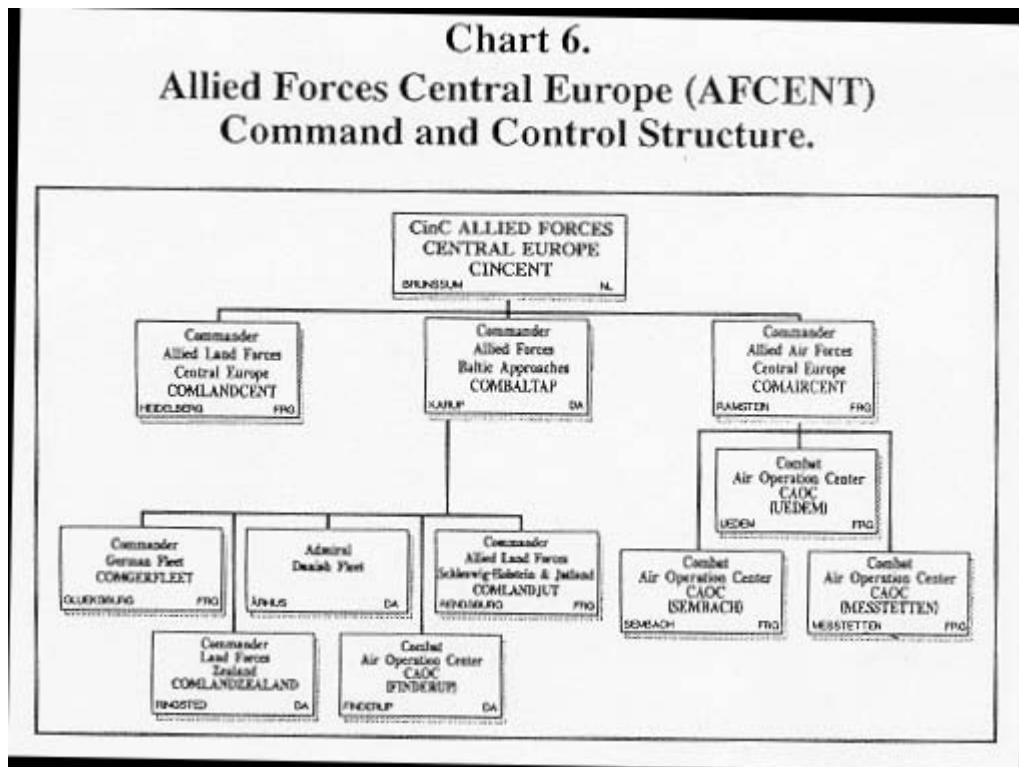 Chart 6.
Allied Forces Central Europe (AFCENT)
Command and Control Structure.
CinC ALLIED FORCES
CENTRAL EUROPE
CINCENT
BRUNSSUM NL
Commander
Allied Land Forces
Central Europe
COMLANDCENT
HEIDELBERG FRG
Commander
Allied Forces
Baltic Approaches
COMBALTAP
KARUP DA
Commander
Allied Air Forces
Central Europe
COMAIRCENT
RAMSTEIN FRG
Combat
Air Operation Center
CAOC
(UEDEM)
UEDEM FRG
Commander
German Fleet
COMGERFLEET
GLUEKSBURG FRG
Admiral
Danish Fleet
ÅRHUS DA
Commander
Allied Land Forces
Schleswig-Holstein & Jutland
COMLANDJUT
RENDSBURG FRG
Combat
Air Operation Center
CAOC
(SEMBACH)
SEMBACH FRG
Combat
Air Operation Center
CAOC
(MESSTETTEN)
MESSTETTEN FRG
Commander
Land Forces
Zealand
COMLANDZEALAND
RINGSTED DA
Combat
Air Operation Center
CAOC
(FINDERUP)
FINDERUP DA